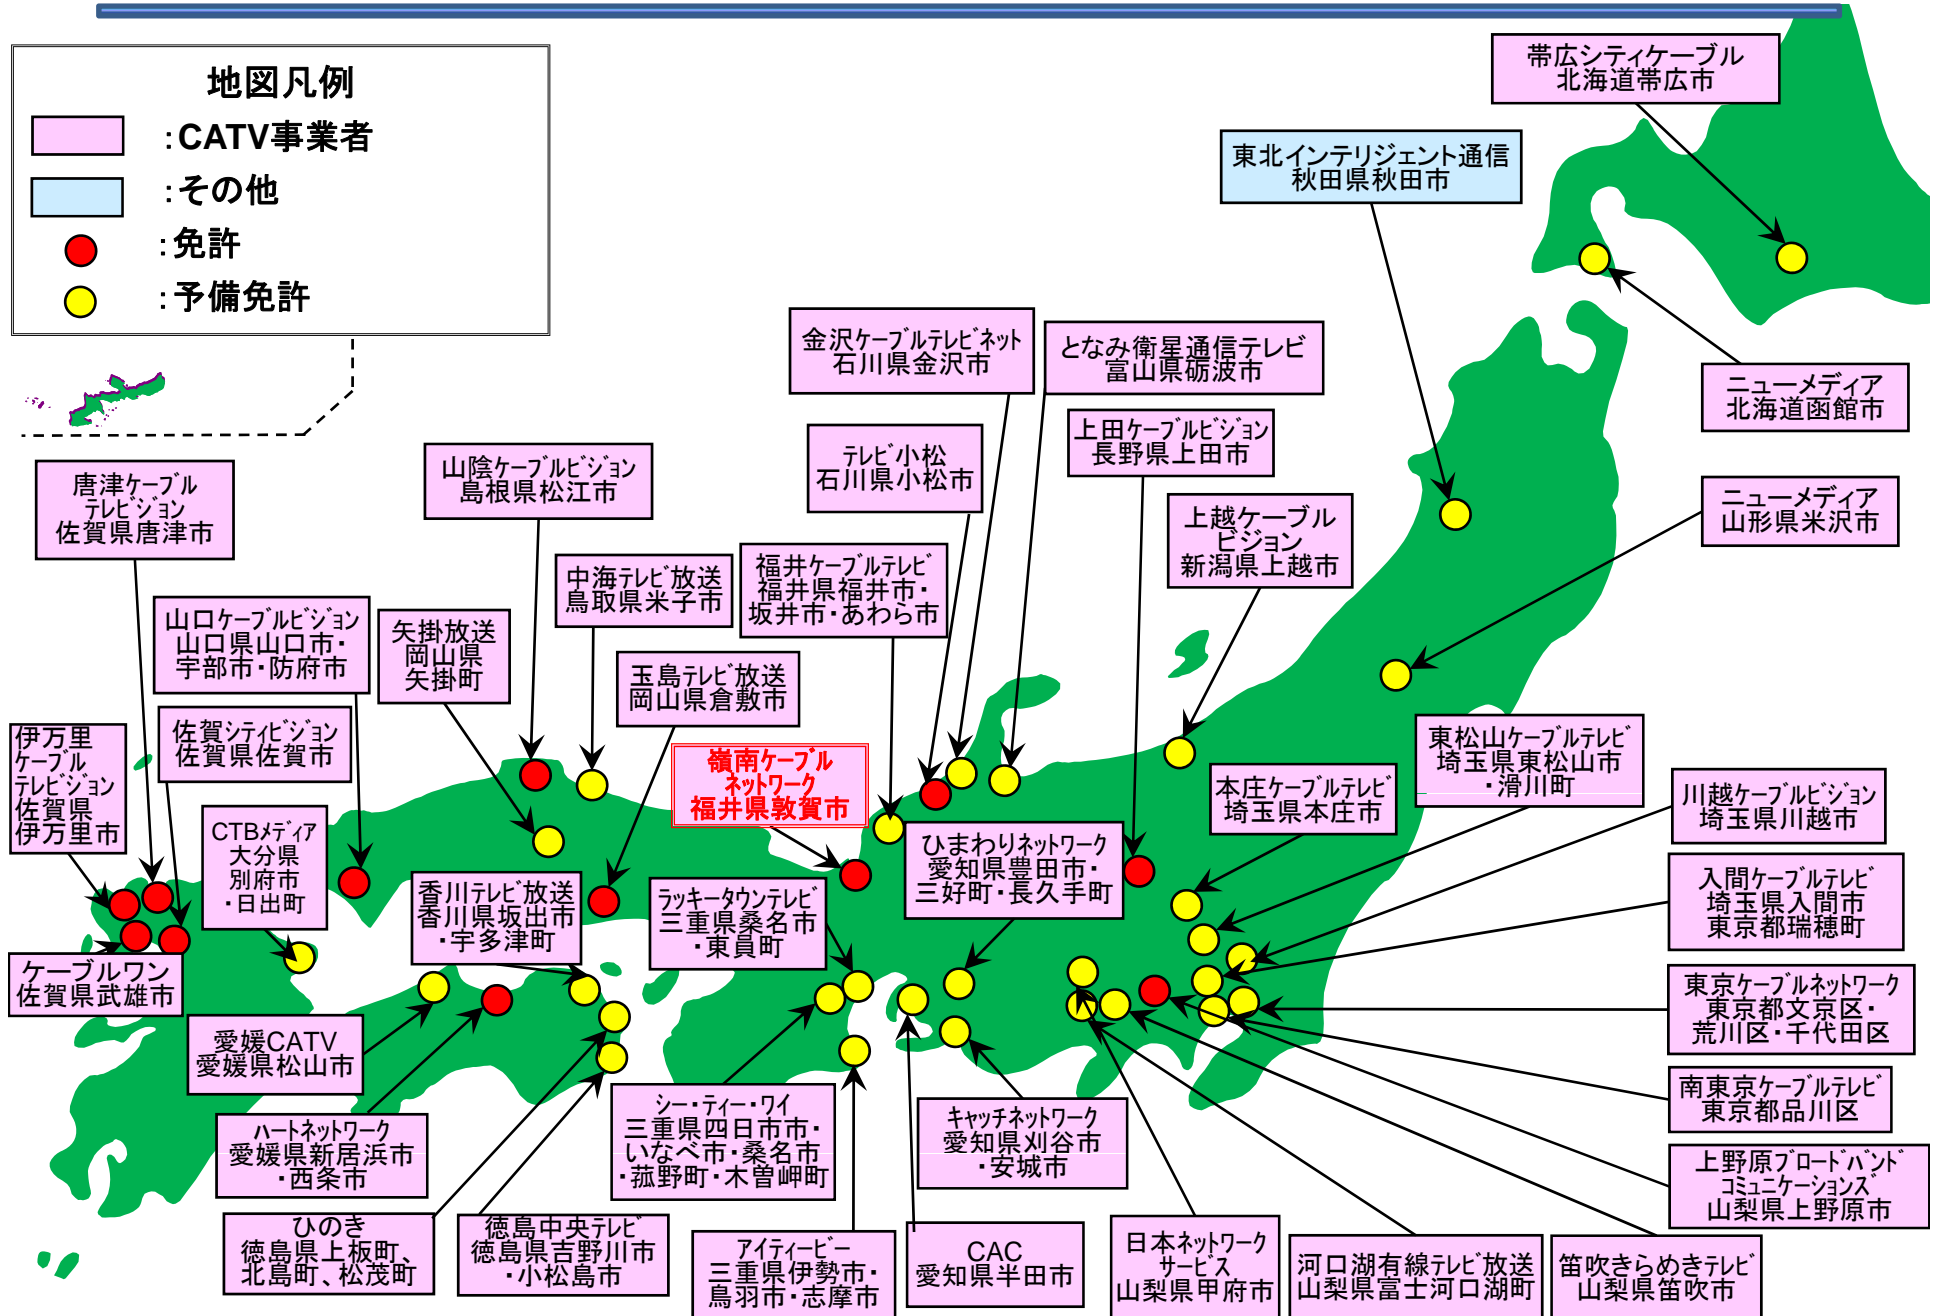 地図凡例
：CATV事業者
：その他
：免許
：予備免許
帯広シティケーブル
北海道帯広市
東北インテリジェント通信
秋田県秋田市
ニューメディア
北海道函館市
金沢ケーブルテレビネット
石川県金沢市
となみ衛星通信テレビ
富山県砺波市
テレビ小松
石川県小松市
上田ケーブルビジョン
長野県上田市
上越ケーブル
ビジョン
新潟県上越市
ニューメディア
山形県米沢市
唐津ケーブル
テレビジョン
佐賀県唐津市
山陰ケーブルビジョン
島根県松江市
中海テレビ放送
鳥取県米子市
福井ケーブルテレビ
福井県福井市・
坂井市・あわら市
山口ケーブルビジョン
山口県山口市・
宇部市・防府市
矢掛放送
岡山県
矢掛町
玉島テレビ放送
岡山県倉敷市
伊万里
ケーブル
テレビジョン
佐賀県
伊万里市
佐賀シティビジョン
佐賀県佐賀市
嶺南ケーブル
ネットワーク
福井県敦賀市
CTBメディア
大分県
別府市
・日出町
香川テレビ放送
香川県坂出市
・宇多津町
ラッキータウンテレビ
三重県桑名市
・東員町
ひまわりネットワーク
愛知県豊田市・
三好町・長久手町
本庄ケーブルテレビ
埼玉県本庄市
東松山ケーブルテレビ
埼玉県東松山市
・滑川町
川越ケーブルビジョン
埼玉県川越市
入間ケーブルテレビ
埼玉県入間市
東京都瑞穂町
ケーブルワン
佐賀県武雄市
東京ケーブルネットワーク
東京都文京区・
荒川区・千代田区
愛媛CATV
愛媛県松山市
南東京ケーブルテレビ
東京都品川区
ハートネットワーク
愛媛県新居浜市
・西条市
シー・ティー・ワイ
三重県四日市市・
いなべ市・桑名市
・菰野町・木曽岬町
キャッチネットワーク
愛知県刈谷市
・安城市
上野原ブロードバンド
コミュニケーションズ
山梨県上野原市
ひのき
徳島県上板町、
北島町、松茂町
徳島中央テレビ
徳島県吉野川市
・小松島市
アイティービー
三重県伊勢市・
鳥羽市・志摩市
CAC
愛知県半田市
日本ネットワーク
サービス
山梨県甲府市
河口湖有線テレビ放送
山梨県富士河口湖町
笛吹きらめきテレビ
山梨県笛吹市